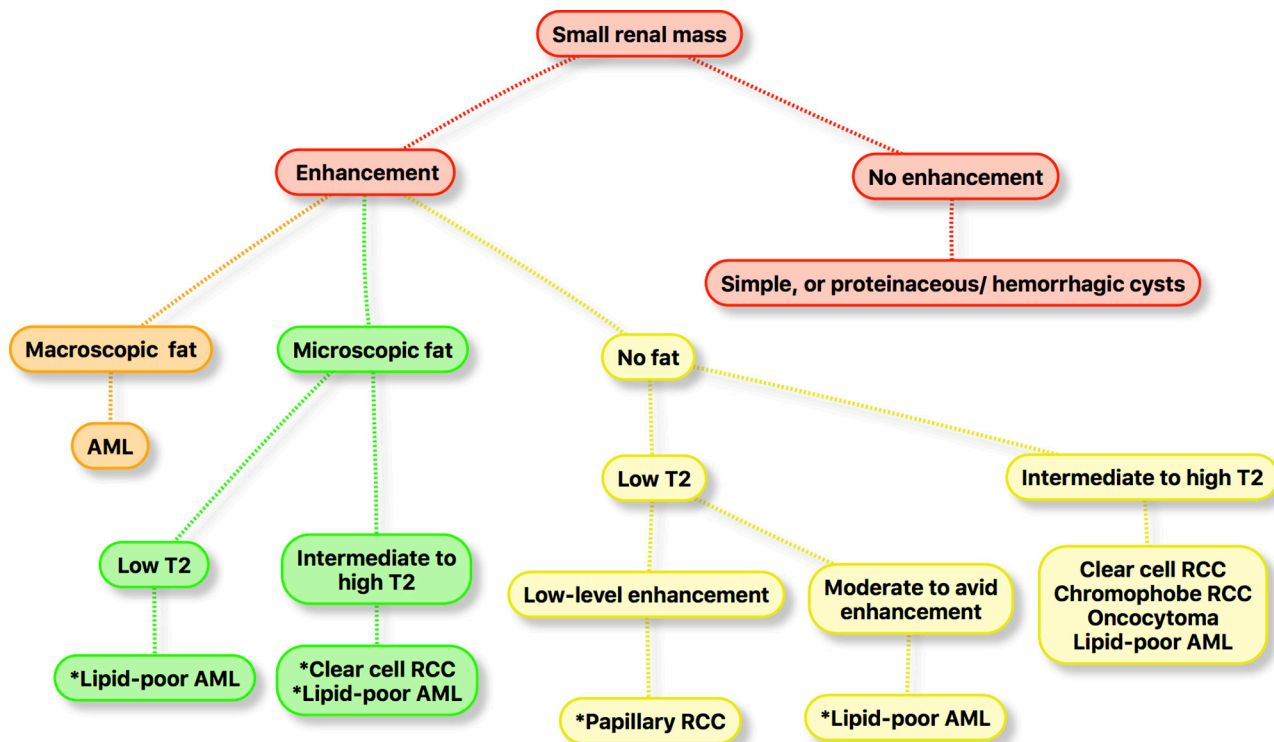 Small renal mass
Enhancement
No enhancement
Simple, or proteinaceous/ hemorrhagic cysts
Macroscopic fat
Microscopic fat
No fat
AML
Low T2
Intermediate to high T2
Low T2
Intermediate to
high T2
Low-level enhancement
Moderate to avid
enhancement
Clear cell RCC
Chromophobe RCC
Oncocytoma
Lipid-poor AML
*Lipid-poor AML
*Clear cell RCC
*Lipid-poor AML
*Papillary RCC
*Lipid-poor AML